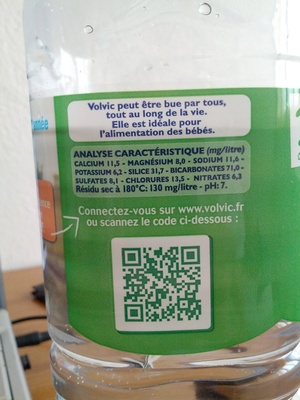 Volvic peut être bue par tous,
tout au long de la vie.
Elle est idéale pour
l'alimentation des bébés.
ANALYSE CARACTÉRISTIQUE (mg/litre)
CALCIUM 11,5 - MAGNÉSIUM 8,0 - SODIUM 11,6 -
POTASSIUM 6,2 - SILICE 31,7 - BICARBONATES 71,0 -
SULFATES 8,1 - CHLORURES 13,5 - NITRATES 6,3
Résidu sec à 180°C: 130 mg/litre - pH: 7.
Connectez-vous sur www.volvic.fr
ou scannez le code ci-dessous :